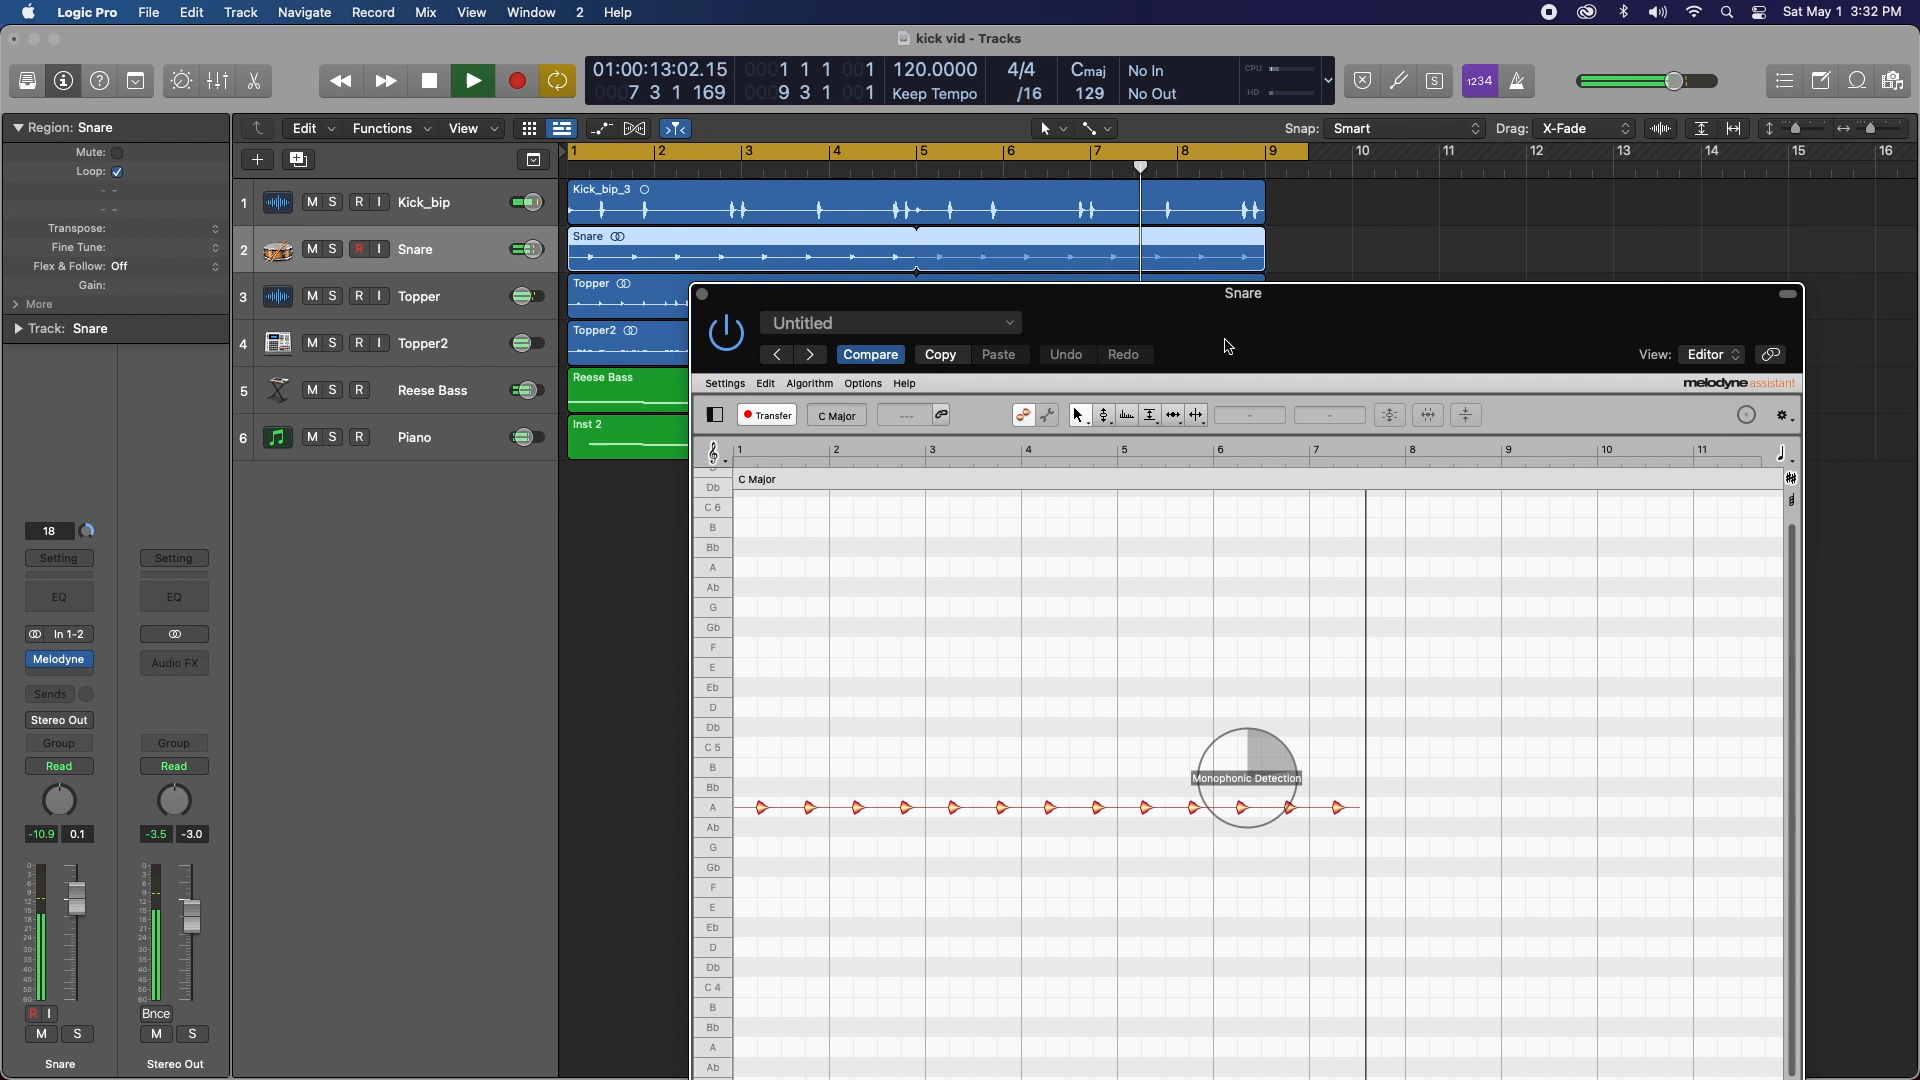 Logic Pro File Edit Track Navigate Record Mix View Window 2 Help Sat May 1 3:32 PM
kick vid - Tracks
01:00:13:02.15 0001 1 1 001 120.0000 4/4 Cmaj No In CPU
0007 3 1 169 0009 3 1 001 Keep Tempo /16 129 No Out HD
S 1234
Region: Snare
Edit Functions View Snap: Smart Drag: X-Fade
Mute:
Loop:
- -
- -
Transpose:
Fine Tune:
Flex & Follow: Off
Gain:
More
Track: Snare
1 2 3 4 5 6 7 8 9 10 11 12 13 14 15 16
1 M S R I Kick_bip
2 M S R I Snare
3 M S R I Topper
4 M S R I Topper2
5 M S R Reese Bass
6 M S R Piano
Kick_bip_3
Snare
Topper
Topper2
Reese Bass
Inst 2
18
Setting Setting
EQ EQ
In 1-2
Melodyne Audio FX
Sends
Stereo Out
Group Group
Read Read
-10.9 0.1 -3.5 -3.0
R I Bnce
M S M S
Snare Stereo Out
Snare
Untitled
Compare Copy Paste Undo Redo View: Editor
Settings Edit Algorithm Options Help melodyne assistant
Transfer C Major --- - -
1 2 3 4 5 6 7 8 9 10 11
C Major
Db
C 6
B
Bb
A
Ab
G
Gb
F
E
Eb
D
Db
C 5
B
Monophonic Detection
Bb
A
Ab
G
Gb
F
E
Eb
D
Db
C 4
B
Bb
A
Ab